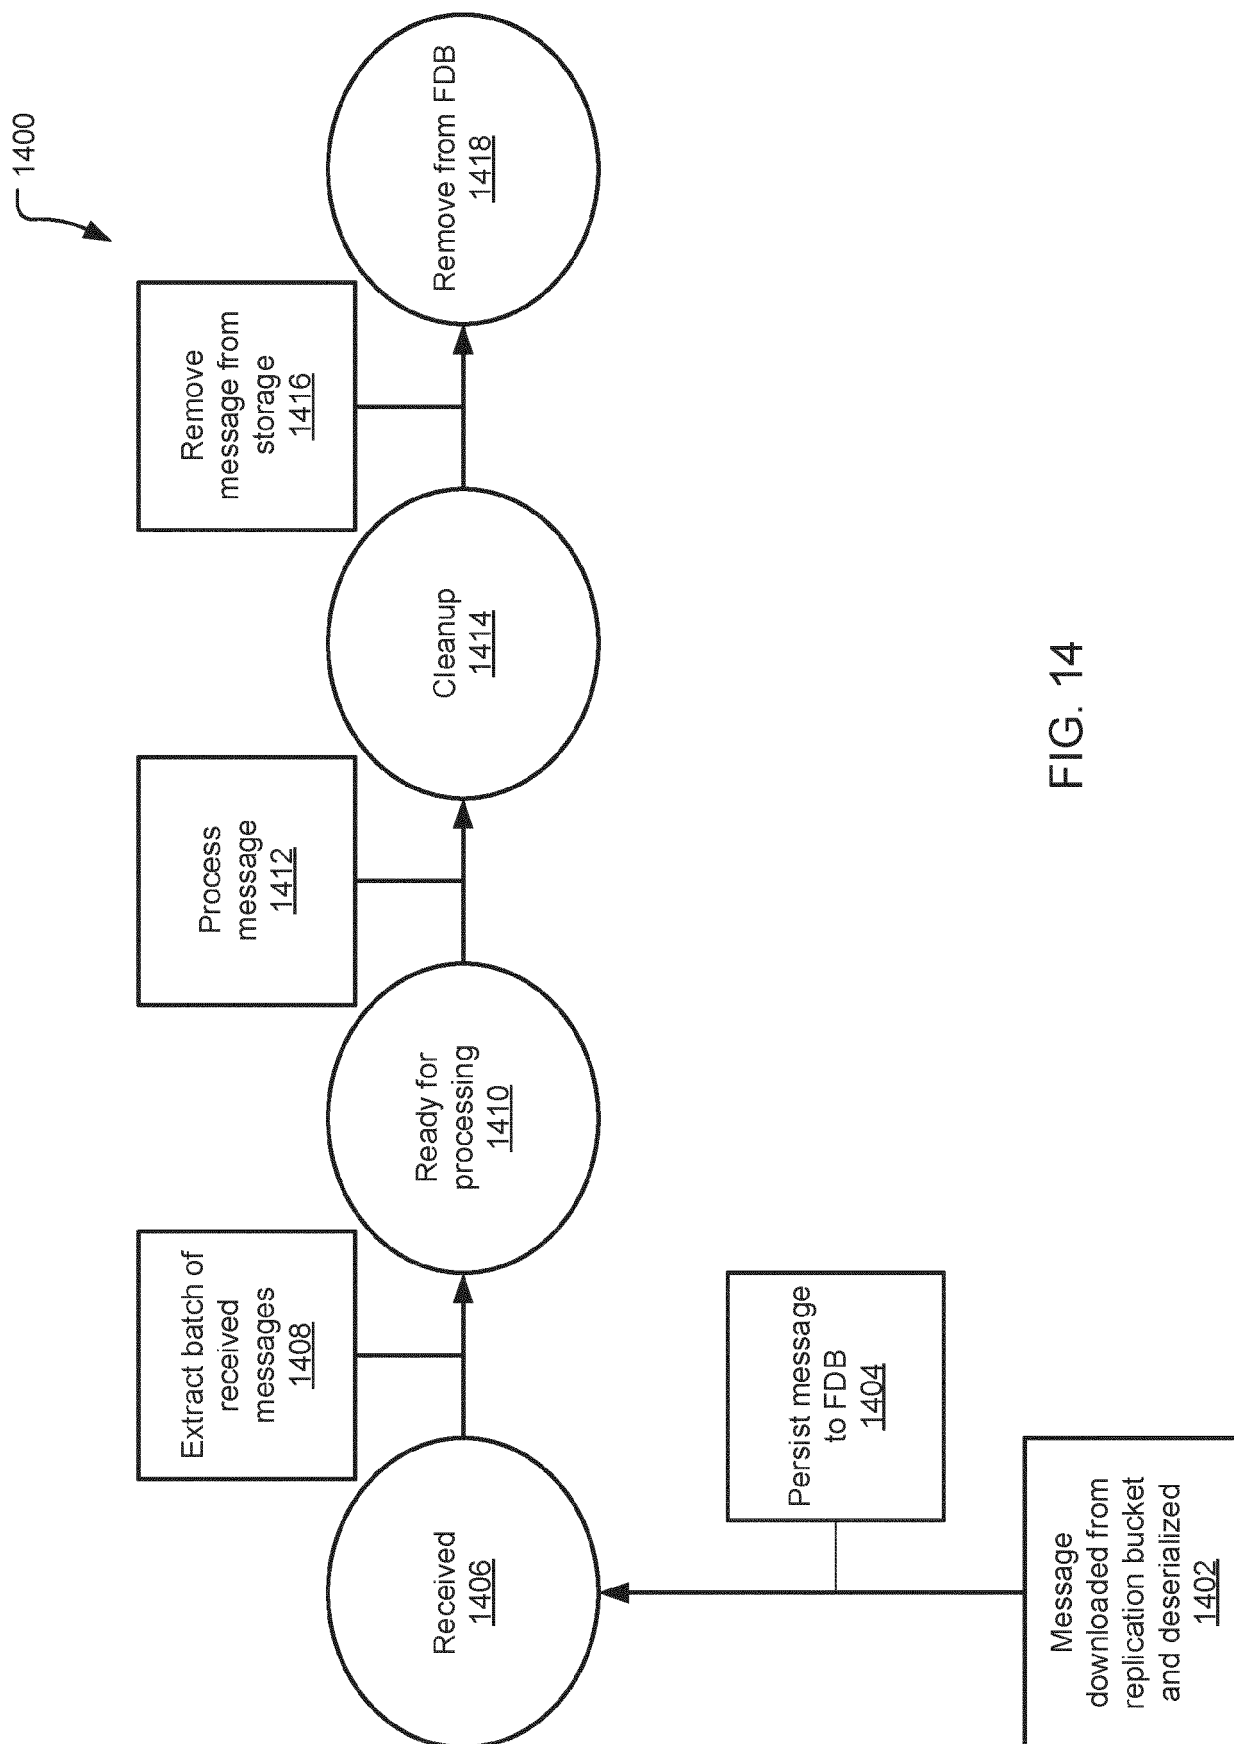 1400
Extract batch of
received
messages
1408
Process
message
1412
Remove
message from
storage
1416
Received
1406
Ready for
processing
1410
Cleanup
1414
Remove from FDB
1418
Persist message
to FDB
1404
Message
downloaded from
replication bucket
and deserialized
1402
FIG. 14